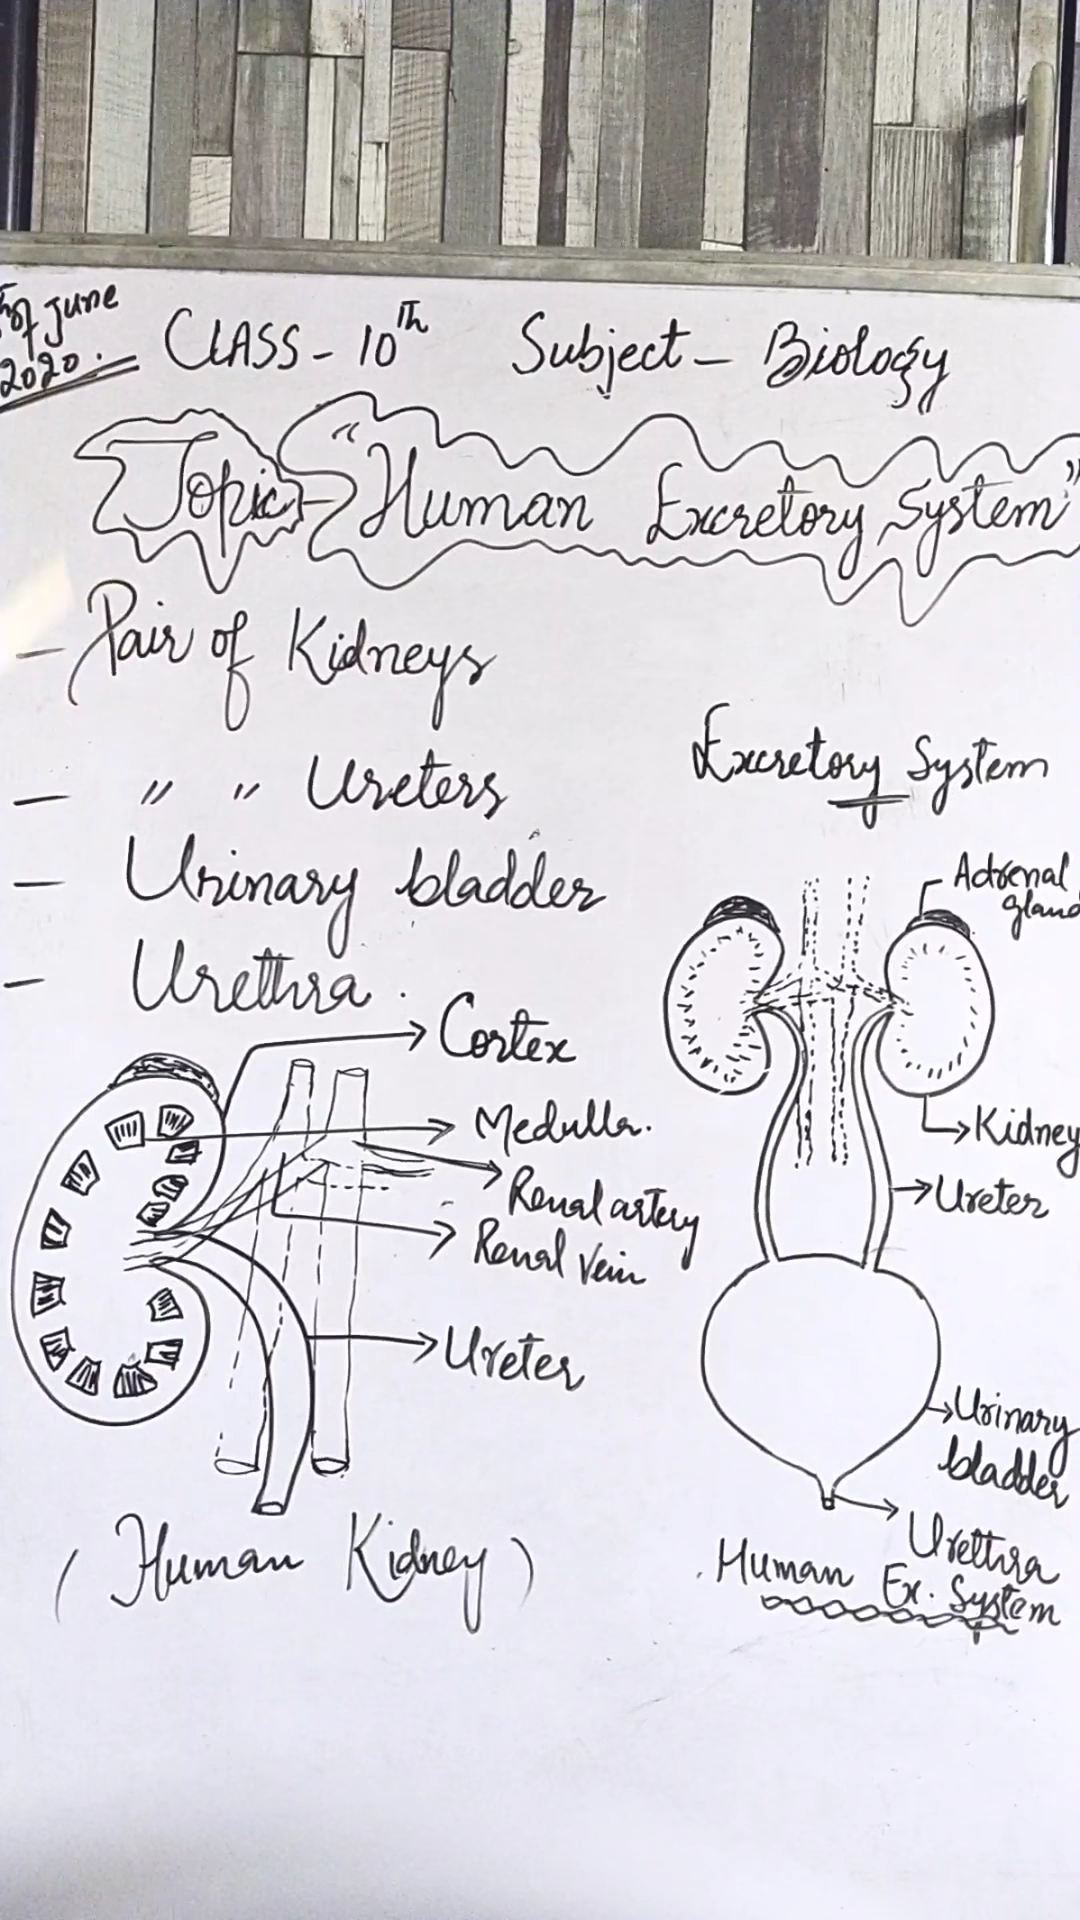 of June
2020.
CLASS - 10th Subject - Biology
Topic - "Human Excretory System"
- Pair of Kidneys
- " " Ureters
- Urinary bladder
- Urethra.
Cortex
Medulla.
Renal artery
Renal Vein
Ureter
(Human Kidney)
Excretory System
Adrenal
gland
Kidney
Ureter
Urinary
bladder
Urethra
Human Ex. System